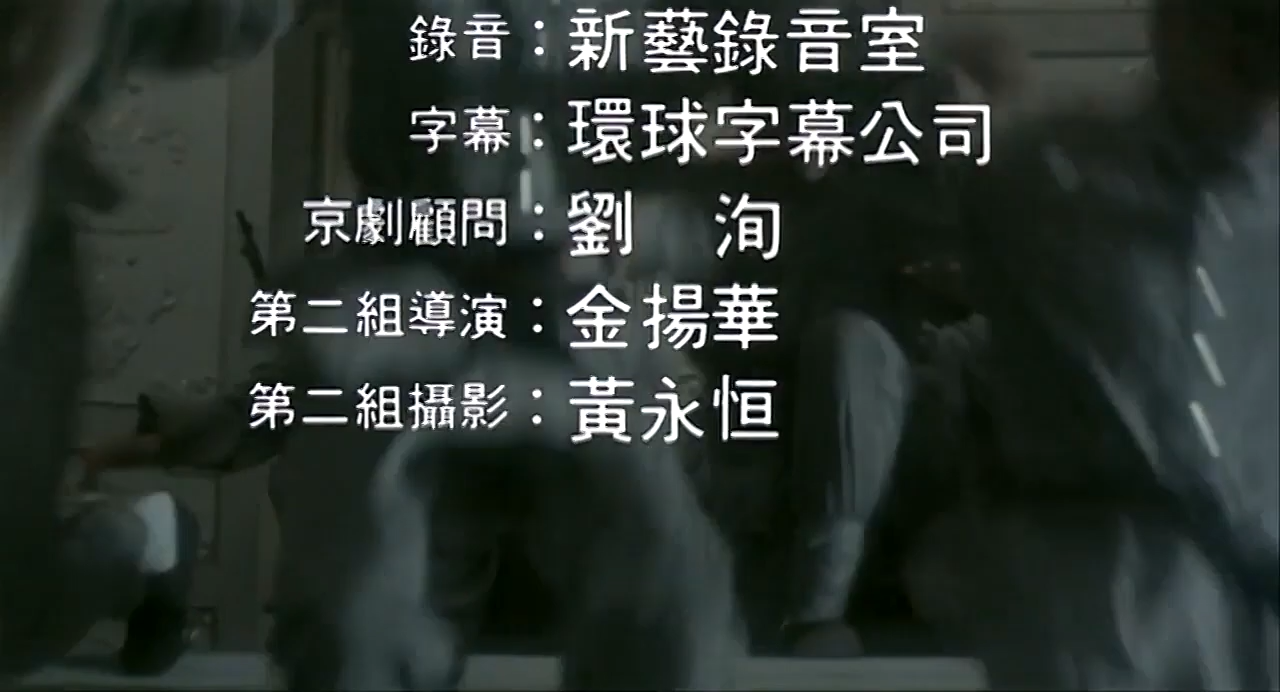 錄音：新藝錄音室
字幕：環球字幕公司
京劇顧問：劉　洵
第二組導演：金揚華
第二組攝影：黃永恒